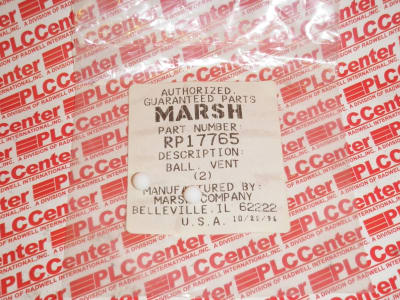 AUTHORIZED.
GUARANTEED PARTS
MARSH
PART NUMBER:
RP17765
DESCRIPTION:
BALL. VENT
(2)
MANUFACTURED BY:
MARSH COMPANY
BELLEVILLE.IL 62222
U.S.A.
PLCCenter
A DIVISION OF RADWELL INTERNATIONAL, INC.